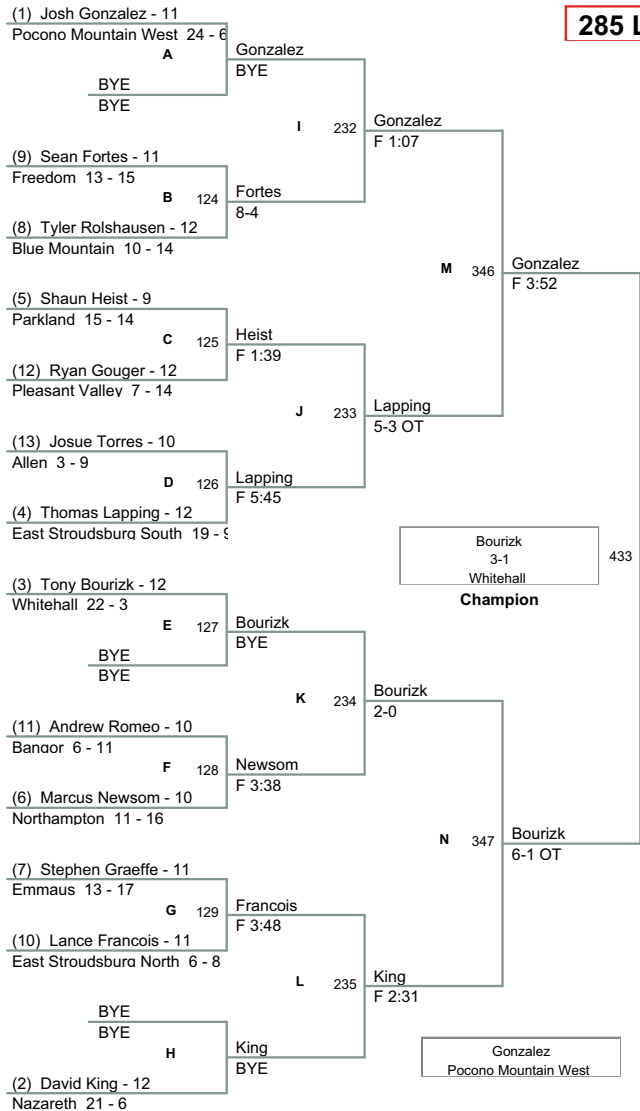 (1) Josh Gonzalez - 11
Pocono Mountain West 24 - 6
A
Gonzalez
BYE
BYE
BYE
285 L
I 232
Gonzalez
F 1:07
(9) Sean Fortes - 11
Freedom 13 - 15
B 124
Fortes
8-4
(8) Tyler Rolshausen - 12
Blue Mountain 10 - 14
M 346
Gonzalez
F 3:52
(5) Shaun Heist - 9
Parkland 15 - 14
C 125
Heist
F 1:39
(12) Ryan Gouger - 12
Pleasant Valley 7 - 14
J 233
Lapping
5-3 OT
(13) Josue Torres - 10
Allen 3 - 9
D 126
Lapping
F 5:45
(4) Thomas Lapping - 12
East Stroudsburg South 19 - 9
Bourizk
3-1
Whitehall
433
Champion
(3) Tony Bourizk - 12
Whitehall 22 - 3
E 127
Bourizk
BYE
BYE
BYE
K 234
Bourizk
2-0
(11) Andrew Romeo - 10
Bangor 6 - 11
F 128
Newsom
F 3:38
(6) Marcus Newsom - 10
Northampton 11 - 16
N 347
Bourizk
6-1 OT
(7) Stephen Graeffe - 11
Emmaus 13 - 17
G 129
Francois
F 3:48
(10) Lance Francois - 11
East Stroudsburg North 6 - 8
L 235
King
F 2:31
BYE
BYE
H
King
BYE
(2) David King - 12
Nazareth 21 - 6
Gonzalez
Pocono Mountain West